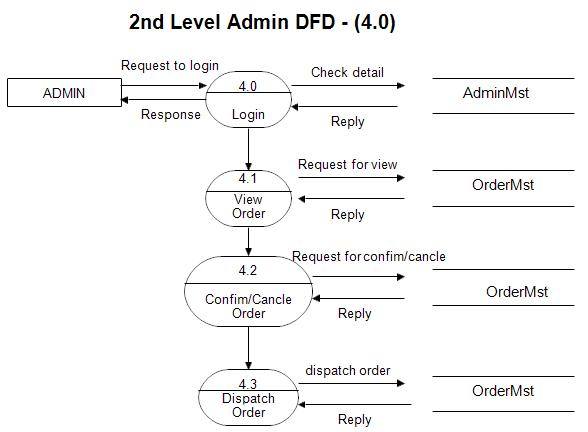 2nd Level Admin DFD - (4.0)
Request to login
Check detail
4.0
ADMIN
AdminMst
Response
Login
Reply
Request for view
4.1
OrderMst
View
Order
Reply
Request for confim/cancle
4.2
OrderMst
Confim/Cancle
Order
Reply
dispatch order
4.3
OrderMst
Dispatch
Order
Reply